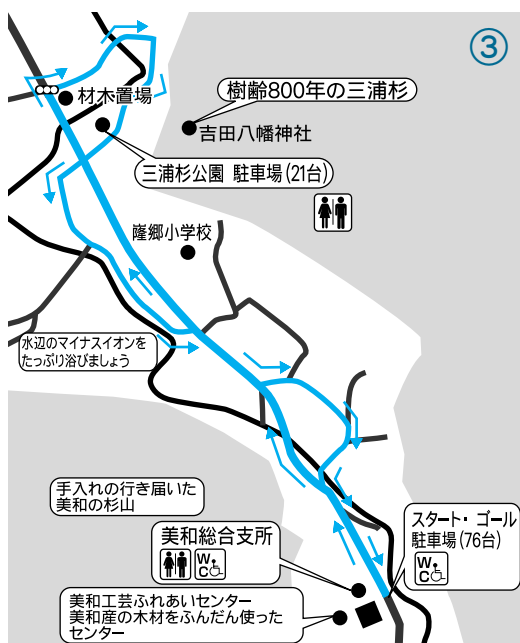 ③
樹齢800年の三浦杉
材木置場
吉田八幡神社
三浦杉公園 駐車場(21台)
隆郷小学校
水辺のマイナスイオンを
たっぷり浴びましょう
手入れの行き届いた
美和の杉山
スタート・ゴール
駐車場(76台)
WC
美和総合支所
WC
美和工芸ふれあいセンター
美和産の木材をふんだん使った
センター